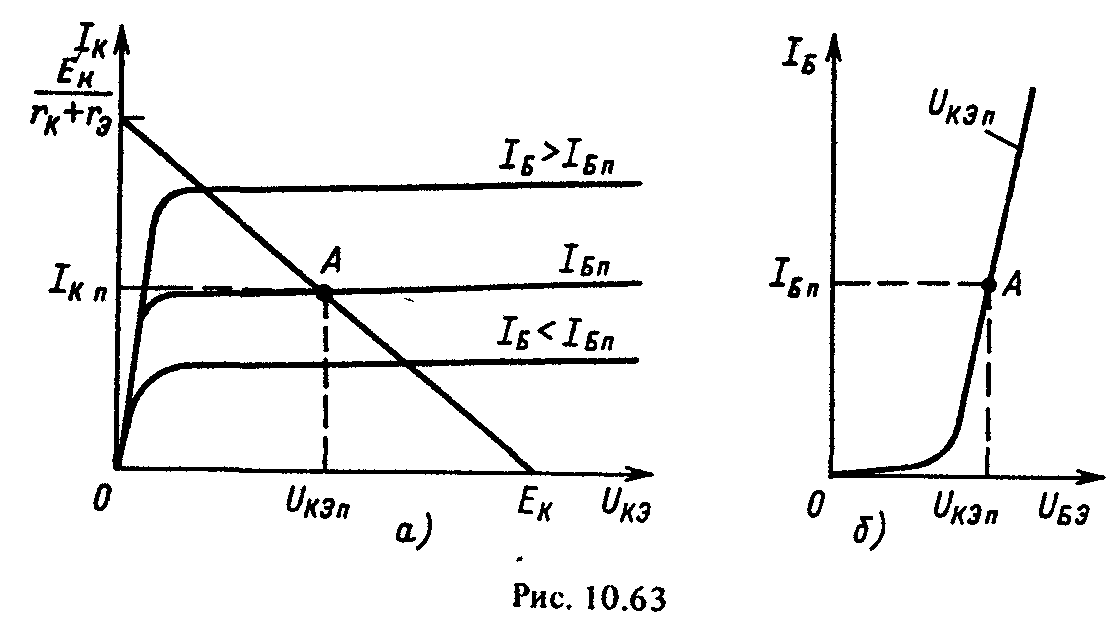 I_К
E_К
r_К+r_Э
I_Б>I_Бп
A
I_Кп
I_Бп
I_Б<I_Бп
0
U_КЭп
E_К
U_КЭ
а)
I_Б
U_КЭп
I_Бп
A
0
U_КЭп
U_БЭ
б)
Рис. 10.63